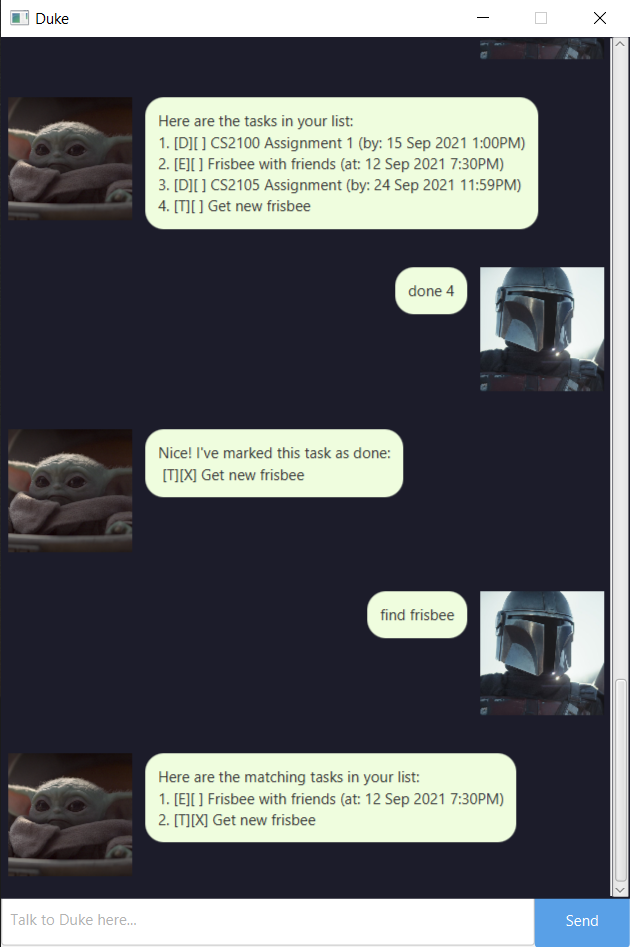 Duke
Here are the tasks in your list:
1. [D][ ] CS2100 Assignment 1 (by: 15 Sep 2021 1:00PM)
2. [E][ ] Frisbee with friends (at: 12 Sep 2021 7:30PM)
3. [D][ ] CS2105 Assignment (by: 24 Sep 2021 11:59PM)
4. [T][ ] Get new frisbee
done 4
Nice! I've marked this task as done:
[T][X] Get new frisbee
find frisbee
Here are the matching tasks in your list:
1. [E][ ] Frisbee with friends (at: 12 Sep 2021 7:30PM)
2. [T][X] Get new frisbee
Talk to Duke here...
Send